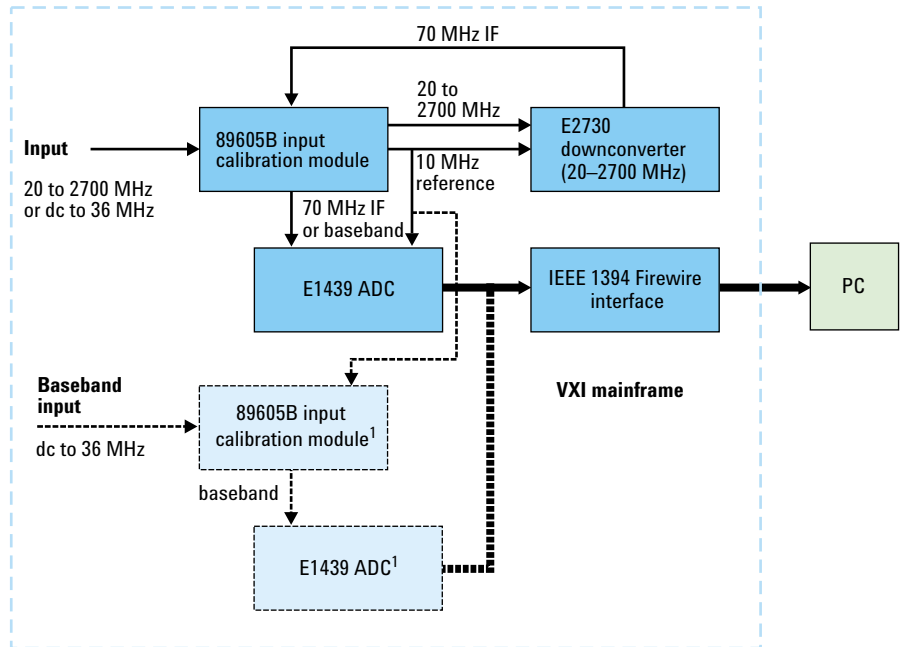 70 MHz IF
20 to
2700 MHz
89605B input
calibration module
E2730
downconverter
(20–2700 MHz)
Input
20 to 2700 MHz
or dc to 36 MHz
10 MHz
reference
70 MHz IF
or baseband
E1439 ADC
IEEE 1394 Firewire
interface
PC
Baseband
input
dc to 36 MHz
89605B input
calibration module¹
VXI mainframe
baseband
E1439 ADC¹